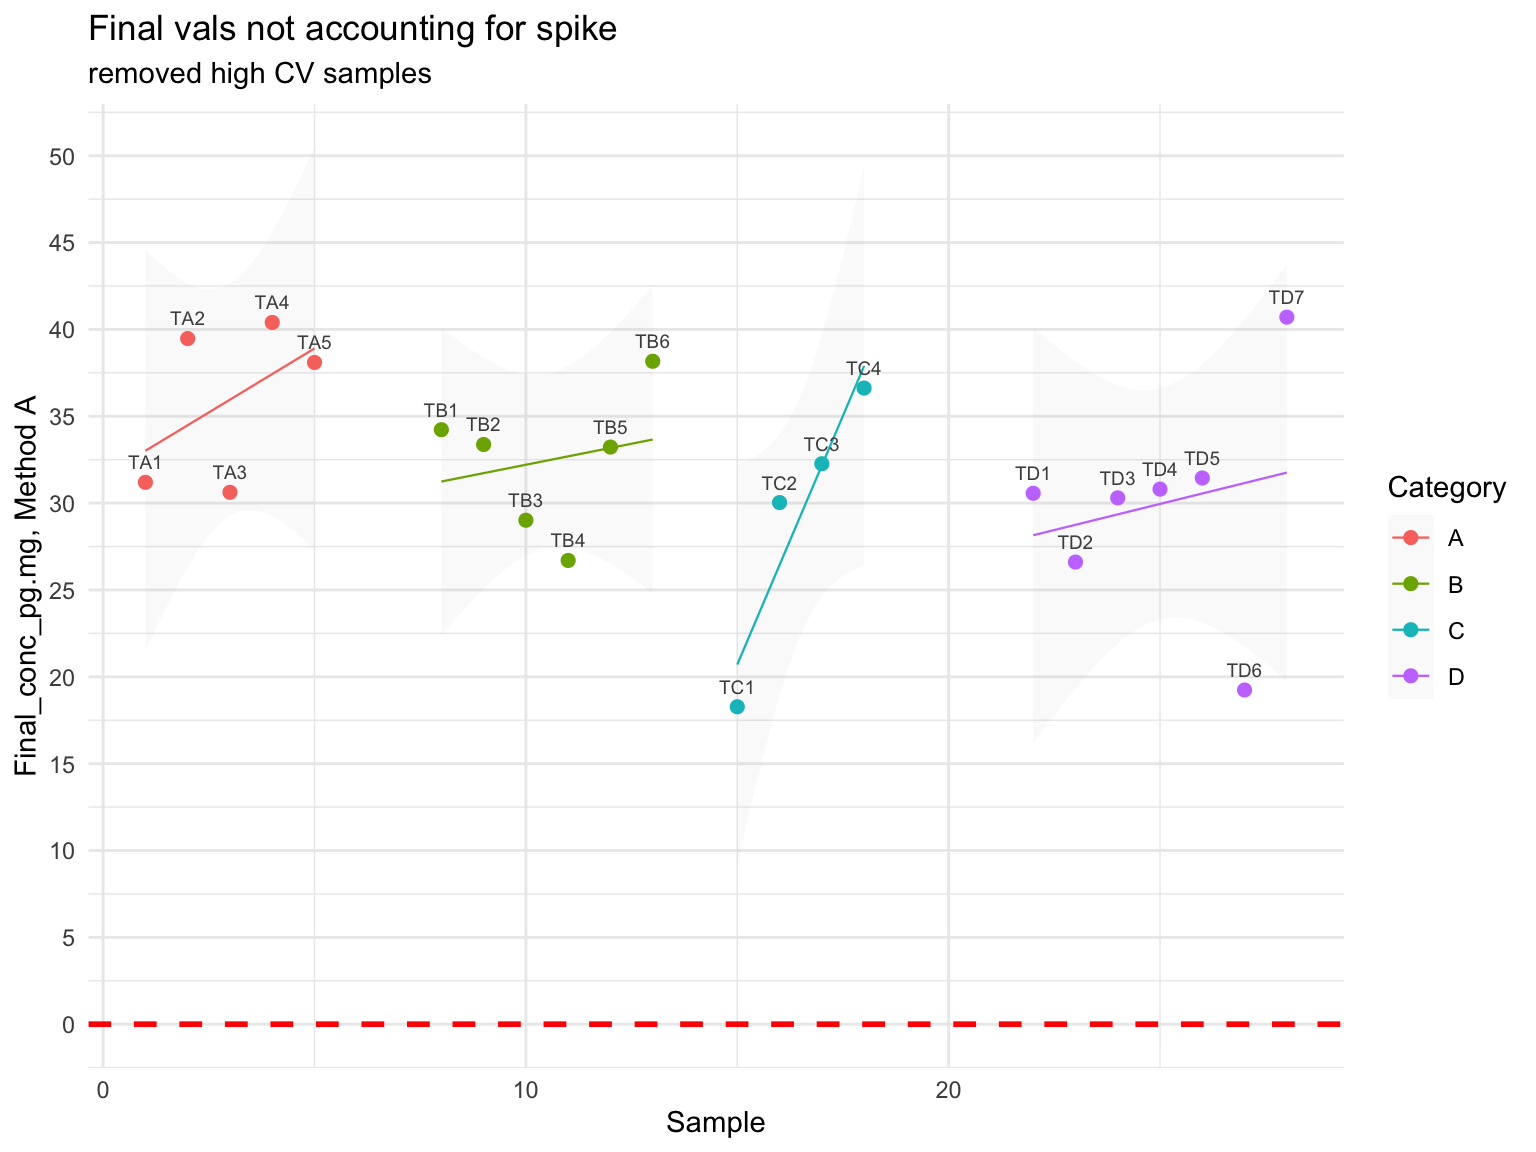 Final vals not accounting for spike
removed high CV samples
Final_conc_pg.mg, Method A
50
45
40
35
30
25
20
15
10
5
0
TA1
TA2
TA3
TA4
TA5
TB1
TB2
TB3
TB4
TB5
TB6
TC1
TC2
TC3
TC4
TD1
TD2
TD3
TD4
TD5
TD6
TD7
0
10
20
Sample
Category
A
B
C
D